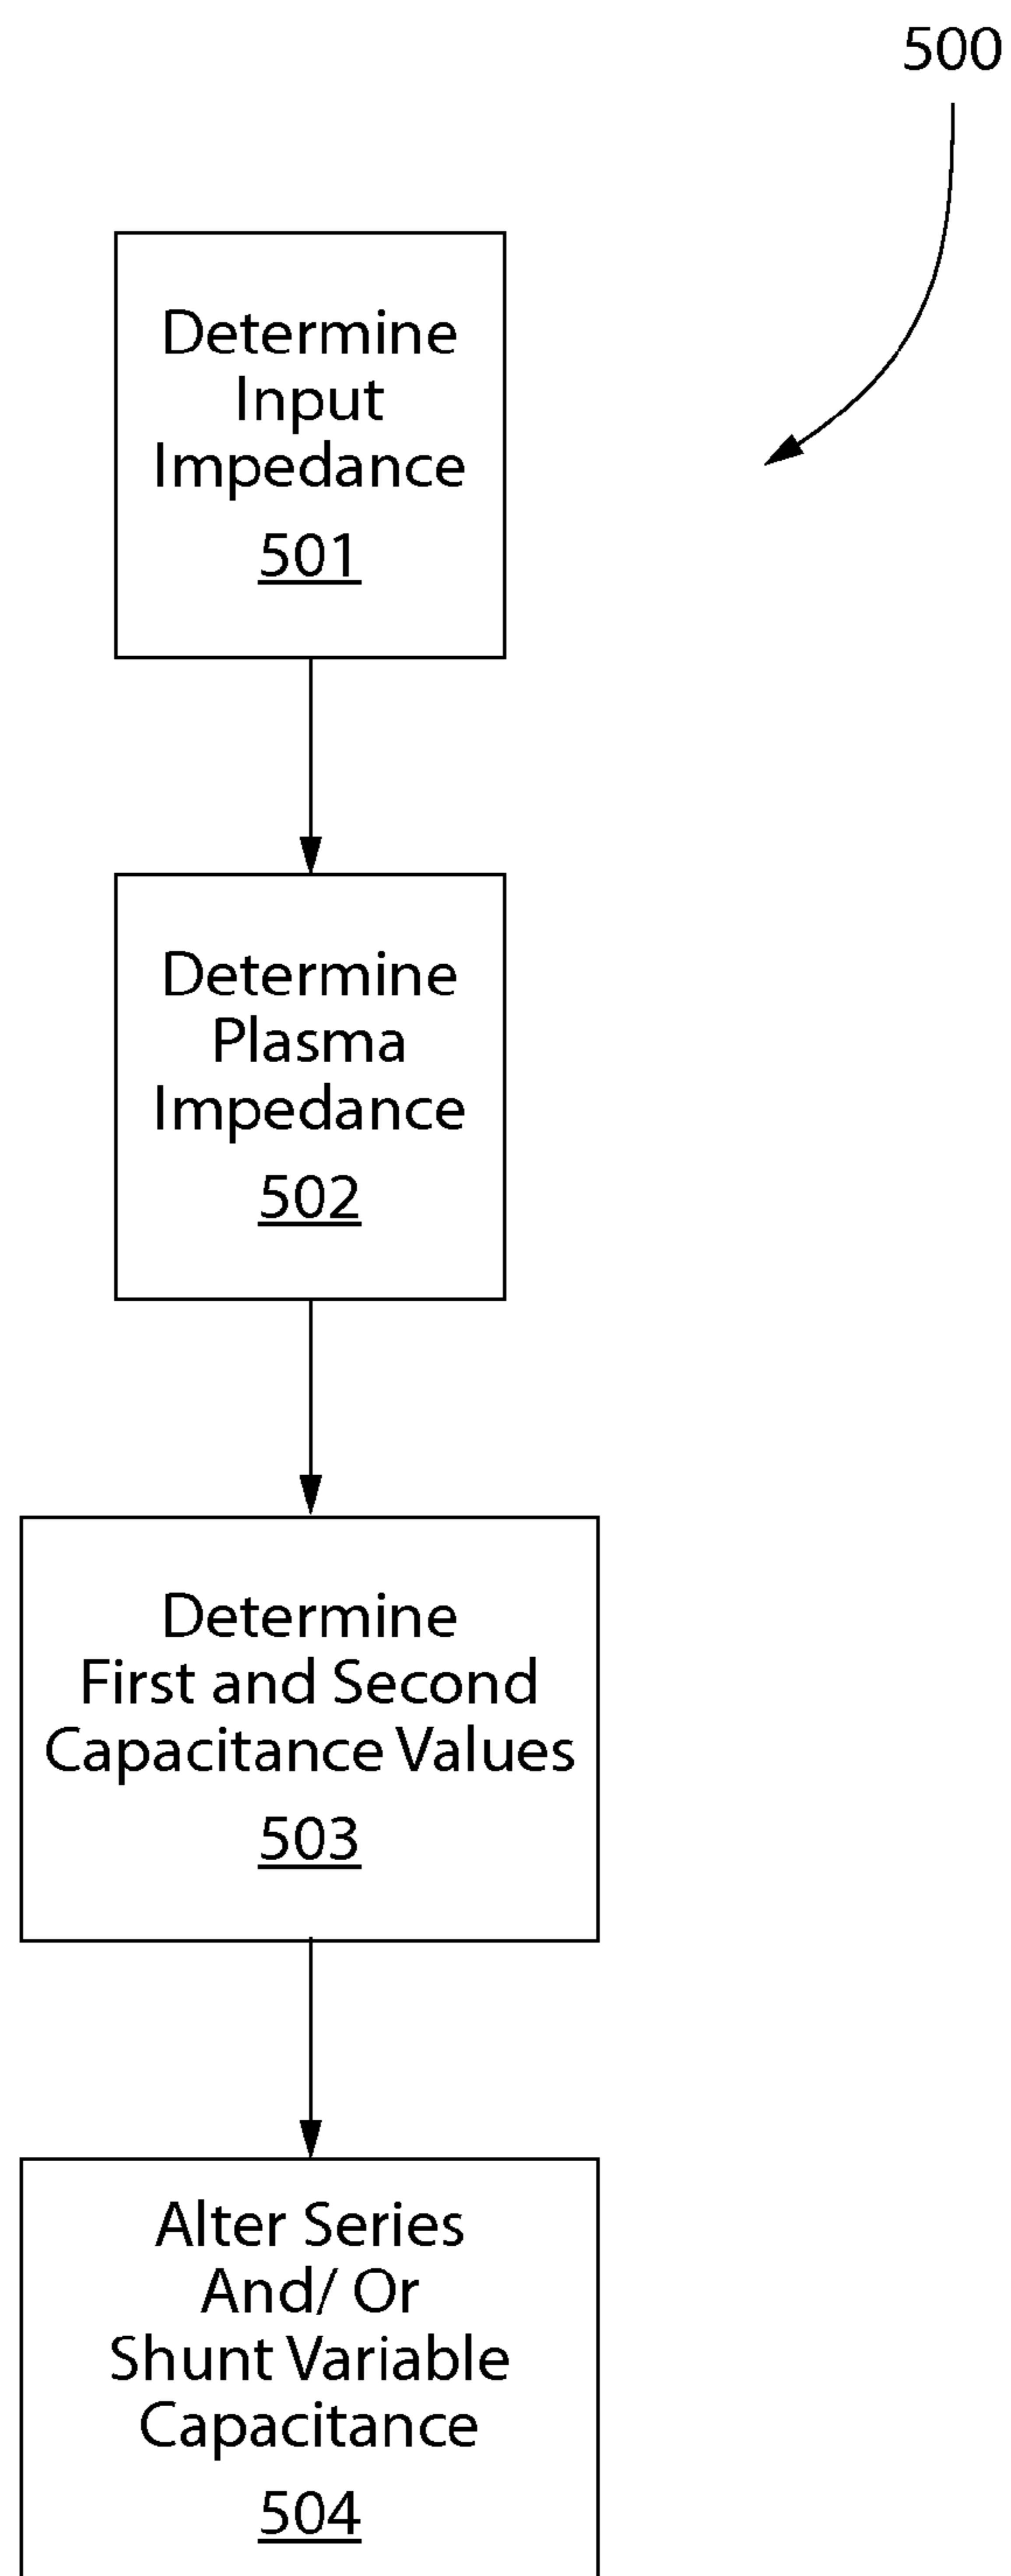 500
Determine
Input
Impedance
501
Determine
Plasma
Impedance
502
Determine
First and Second
Capacitance Values
503
Alter Series
And/ Or
Shunt Variable
Capacitance
504